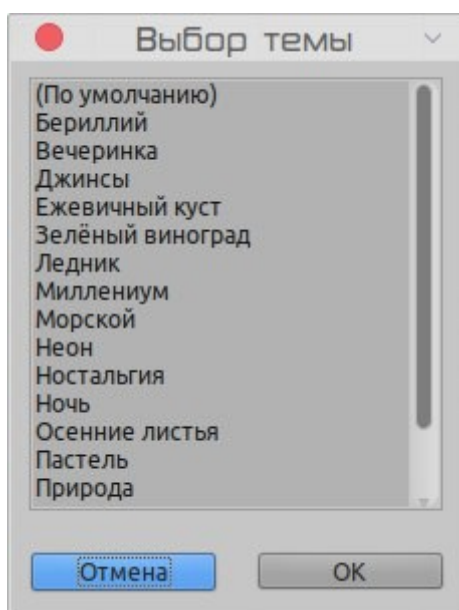 Выбор темы
(По умолчанию)
Бериллий
Вечеринка
Джинсы
Ежевичный куст
Зелёный виноград
Ледник
Миллениум
Морской
Неон
Ностальгия
Ночь
Осенние листья
Пастель
Природа
Отмена OK